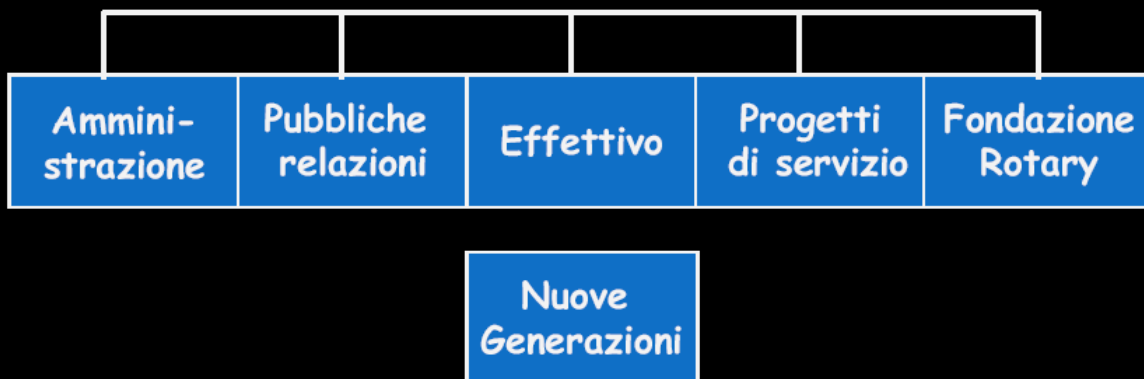 Ammini-
strazione
Pubbliche
relazioni
Effettivo
Progetti
di servizio
Fondazione
Rotary
Nuove
Generazioni